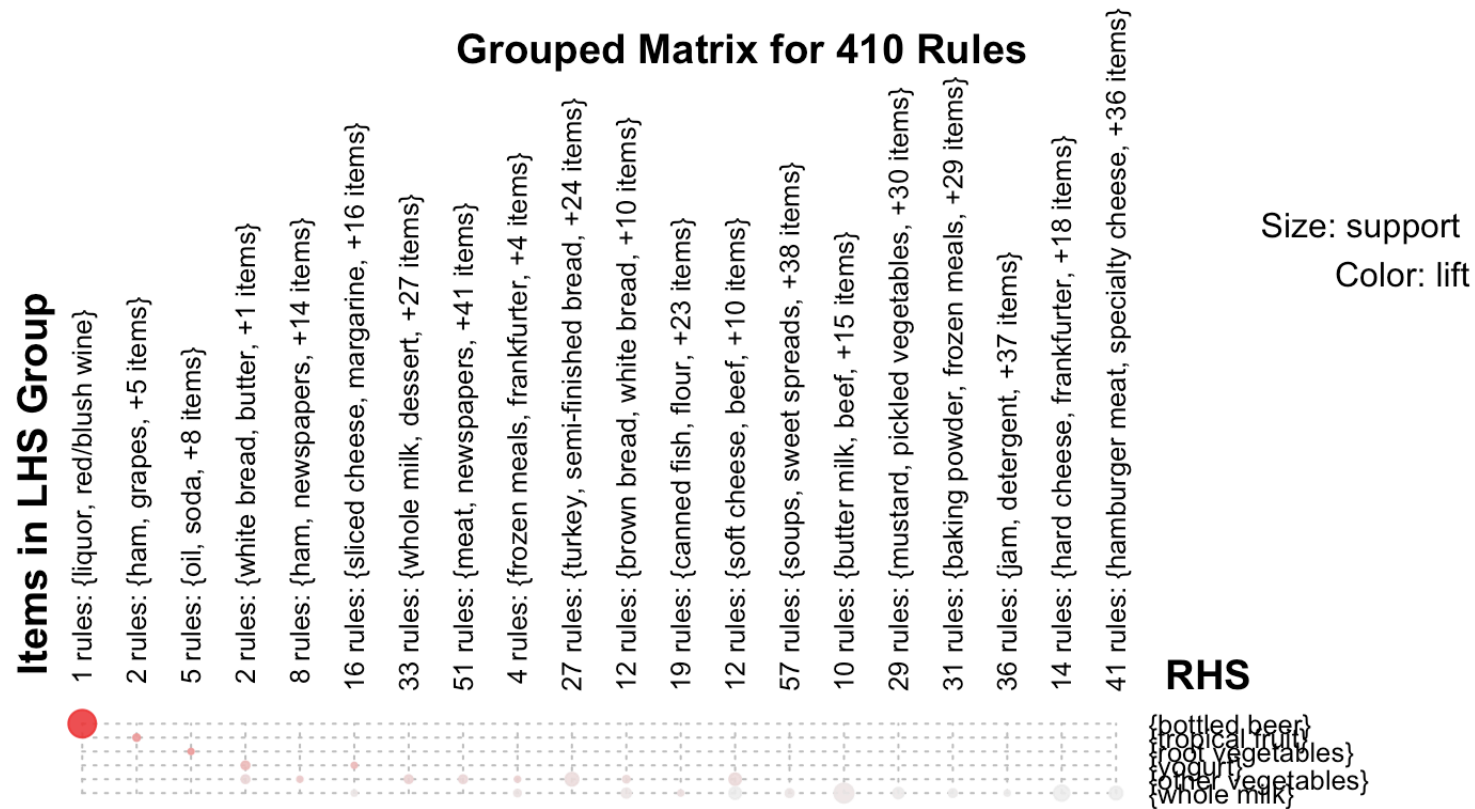 Grouped Matrix for 410 Rules
Size: support
Color: lift
Items in LHS Group
1 rules: {liquor, red/blush wine}
2 rules: {ham, grapes, +5 items}
5 rules: {oil, soda, +8 items}
2 rules: {white bread, butter, +1 items}
8 rules: {ham, newspapers, +14 items}
16 rules: {sliced cheese, margarine, +16 items}
33 rules: {whole milk, dessert, +27 items}
51 rules: {meat, newspapers, +41 items}
4 rules: {frozen meals, frankfurter, +4 items}
27 rules: {turkey, semi-finished bread, +24 items}
12 rules: {brown bread, white bread, +10 items}
19 rules: {canned fish, flour, +23 items}
12 rules: {soft cheese, beef, +10 items}
57 rules: {soups, sweet spreads, +38 items}
10 rules: {butter milk, beef, +15 items}
29 rules: {mustard, pickled vegetables, +30 items}
31 rules: {baking powder, frozen meals, +29 items}
36 rules: {jam, detergent, +37 items}
14 rules: {hard cheese, frankfurter, +18 items}
41 rules: {hamburger meat, specialty cheese, +36 items}
RHS
{bottled beer}
{tropical fruit}
{root vegetables}
{yogurt}
{other vegetables}
{whole milk}